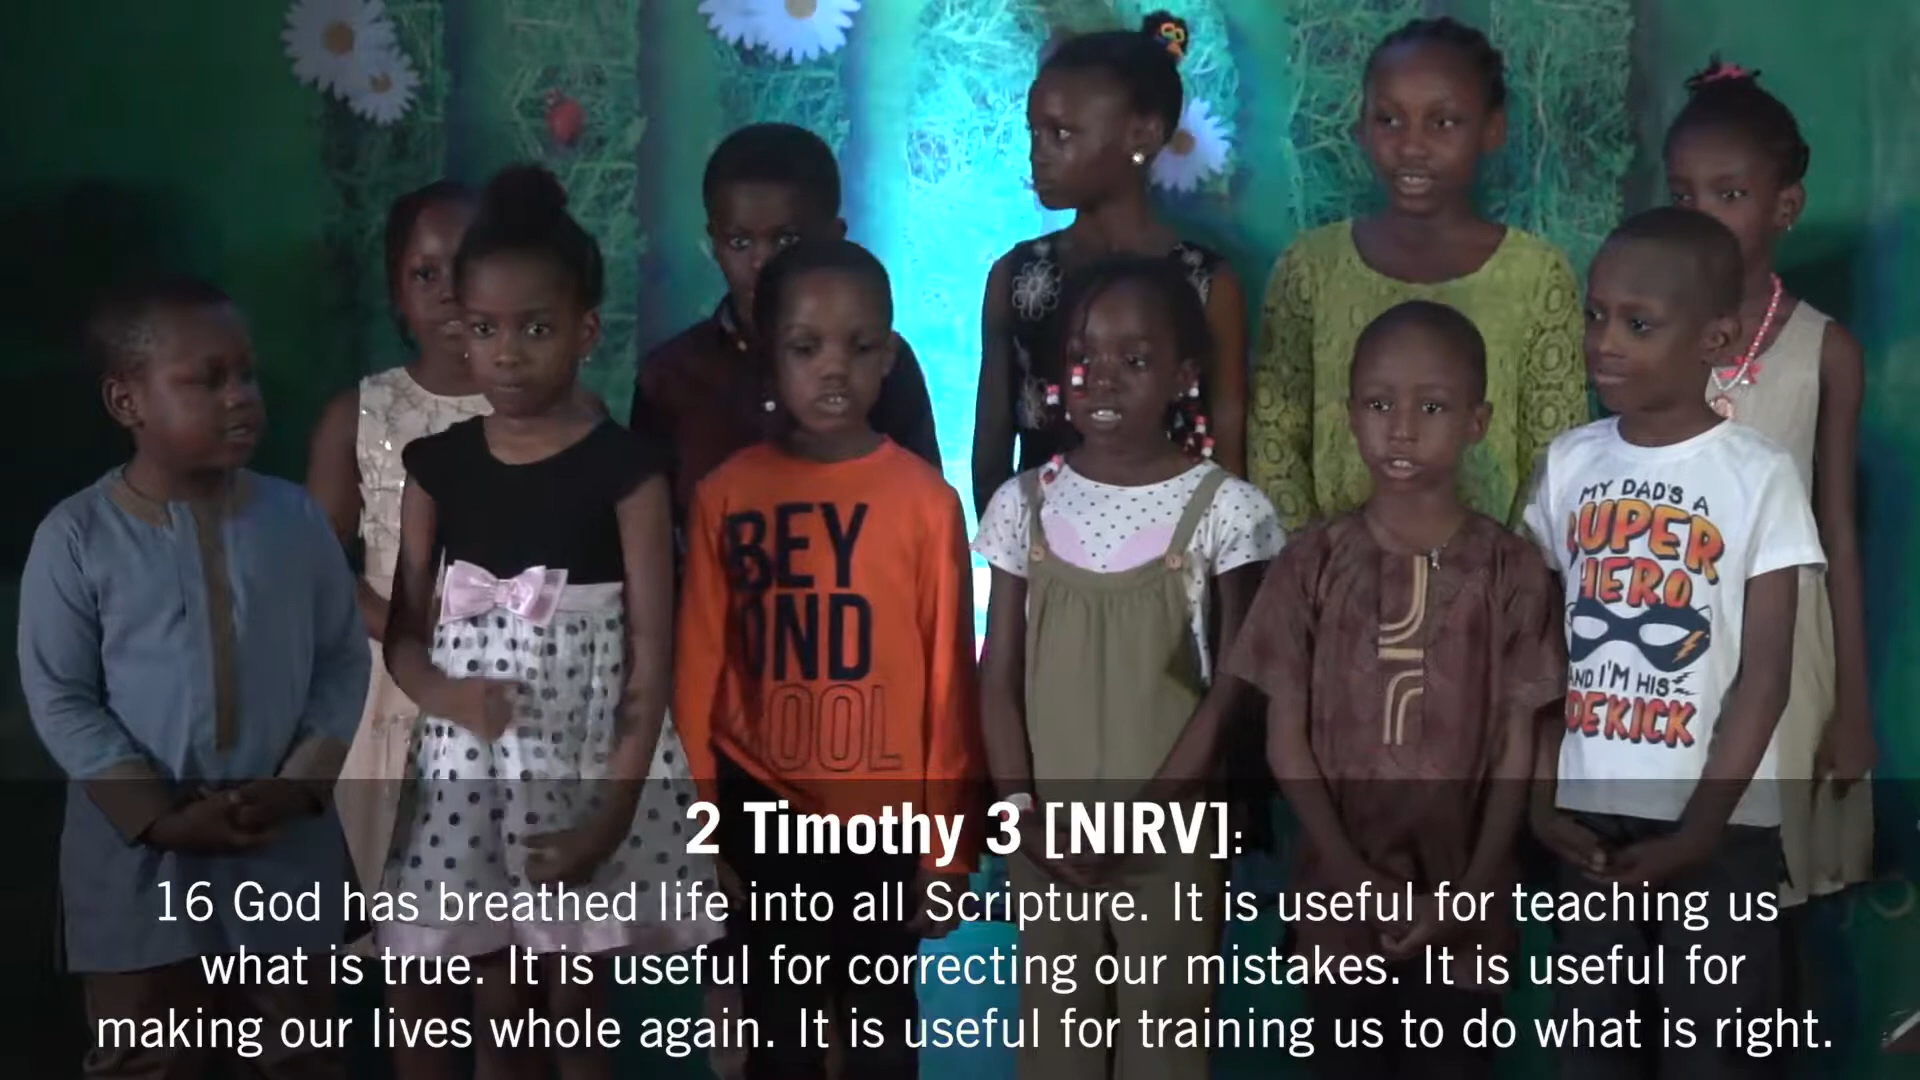 BEY
OND
OOL
MY DAD'S A
UPER
HERO
AND I'M HIS
DEKICK
2 Timothy 3 [NIRV]:
16 God has breathed life into all Scripture. It is useful for teaching us
what is true. It is useful for correcting our mistakes. It is useful for
making our lives whole again. It is useful for training us to do what is right.